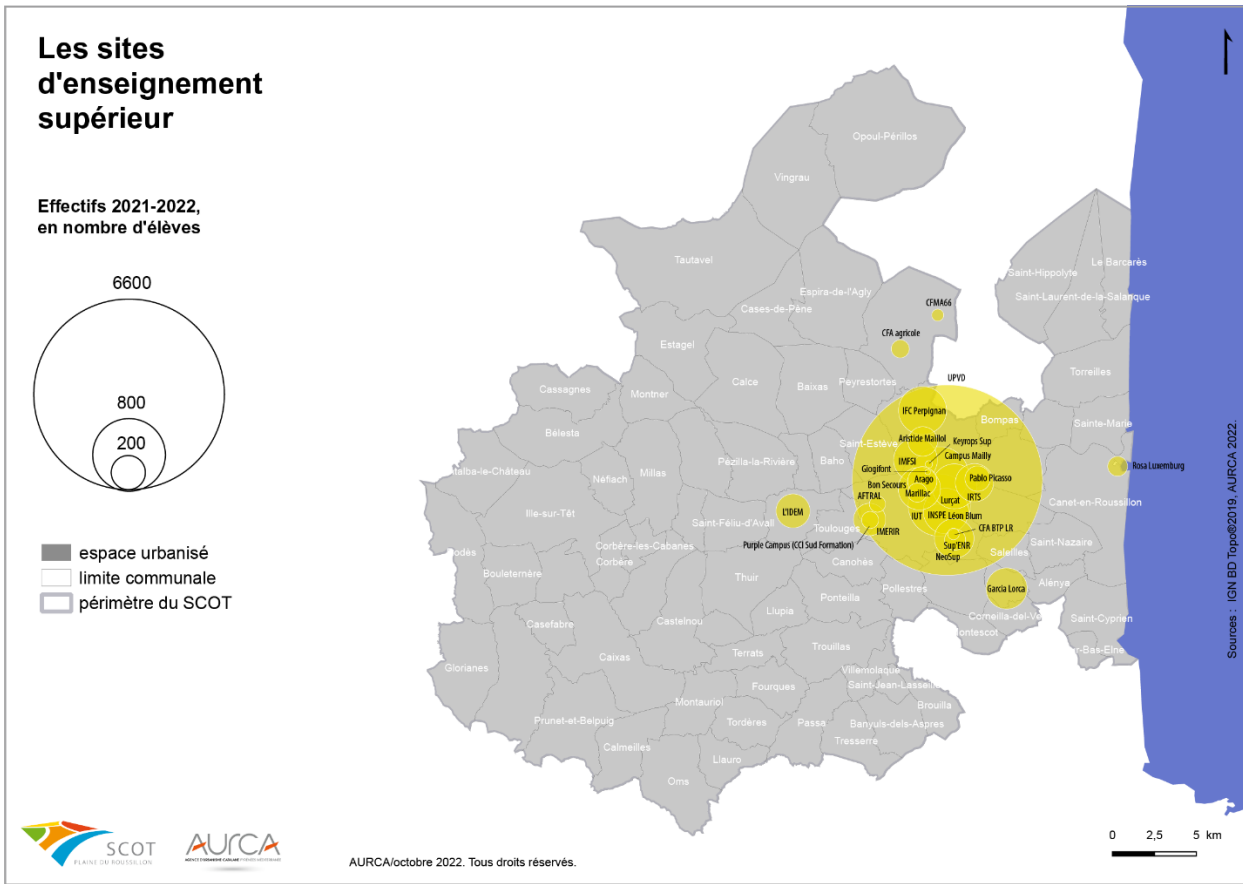 Les sites
d'enseignement
supérieur
Effectifs 2021-2022,
en nombre d'élèves
6600
800
200
espace urbanisé
limite communale
périmètre du SCOT
Opoul-Périllos
Vingrau
Tautavel
Le Barcarès
Saint-Hippolyte
Espira-de-l'Agly
Saint-Laurent-de-la-Salanque
CFMA66
Cases-de-Pène
CFA agricole
Estagel
Torreilles
Calce
Baixas
Peyrestortes
UPVD
Cassagnes
Montner
IFC Perpignan
Bompas
Sainte-Marie
Bélesta
Aristide Maillol
Saint-Estève
Keyrops Sup
Campus Mailly
Pézilla-la-Rivière
Baho
IMFSI
Rosa Luxemburg
Giogifont
Millas
Néfiach
Arago
Pablo Picasso
Bon Secours
Marillac
IRTS
AFTRAL
Lurçat
Canet-en-Roussillon
Ille-sur-Têt
L'IDEM
IUT
INSPE
Léon Blum
Saint-Féliu-d'Avall
Toulouges
CFA BTP LR
IMERIR
Saint-Nazaire
Purple Campus (CCI Sud Formation)
Sup'ENR
Corbère-les-Cabanes
Saleilles
NeoSup
Corbère
Canohès
Bouleternère
Thuir
Alénya
Pollestres
Garcia Lorca
Ponteilla
Llupia
Saint-Cyprien
Casefabre
Castelnou
Trouillas
Terrats
Caixas
Glorianes
Villemolaque
Saint-Jean-Lasseille
Fourques
Montauriol
Brouilla
Prunet-et-Belpuig
Tordères
Passa
Banyuls-dels-Aspres
Tresserre
Calmeilles
Llauro
Oms
Sources : IGN BD Topo®2019, AURCA 2022.
0 2,5 5 km
SCOT
PLAINE DU ROUSSILLON
AURCA
AURCA/octobre 2022. Tous droits réservés.